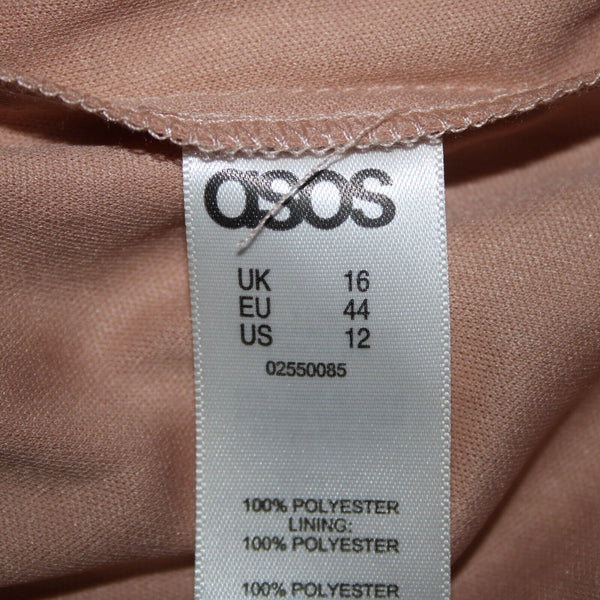 asos
UK 16
EU 44
US 12
02550085
100% POLYESTER
LINING:
100% POLYESTER
100% POLYESTER